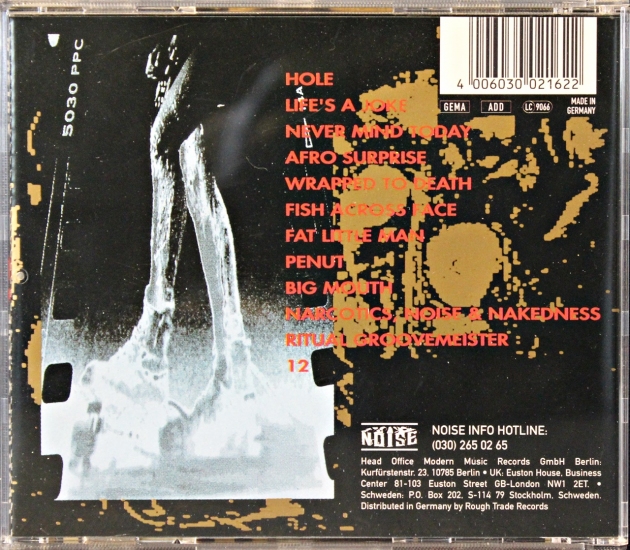 5030 PPC
HOLE
LIFE'S A JOKE
NEVER MIND TODAY
AFRO SURPRISE
WRAPPED TO DEATH
FISH ACROSS FACE
FAT LITTLE MAN
PENUT
BIG MOUTH
NARCOTICS, NOISE & NAKEDNESS
RITUAL GROOVEMEISTER
12
4 006030 021622
GEMA ADD LC 9066 MADE IN
GERMANY
NOISE
NOISE INFO HOTLINE:
(030) 265 02 65
Head Office Modern Music Records GmbH Berlin:
Kurfürstenstr. 23. 10785 Berlin • UK: Euston House, Business
Center 81-103 Euston Street GB-London NW1 2ET. •
Schweden: P.O. Box 202. S-114 79 Stockholm. Schweden.
Distributed in Germany by Rough Trade Records